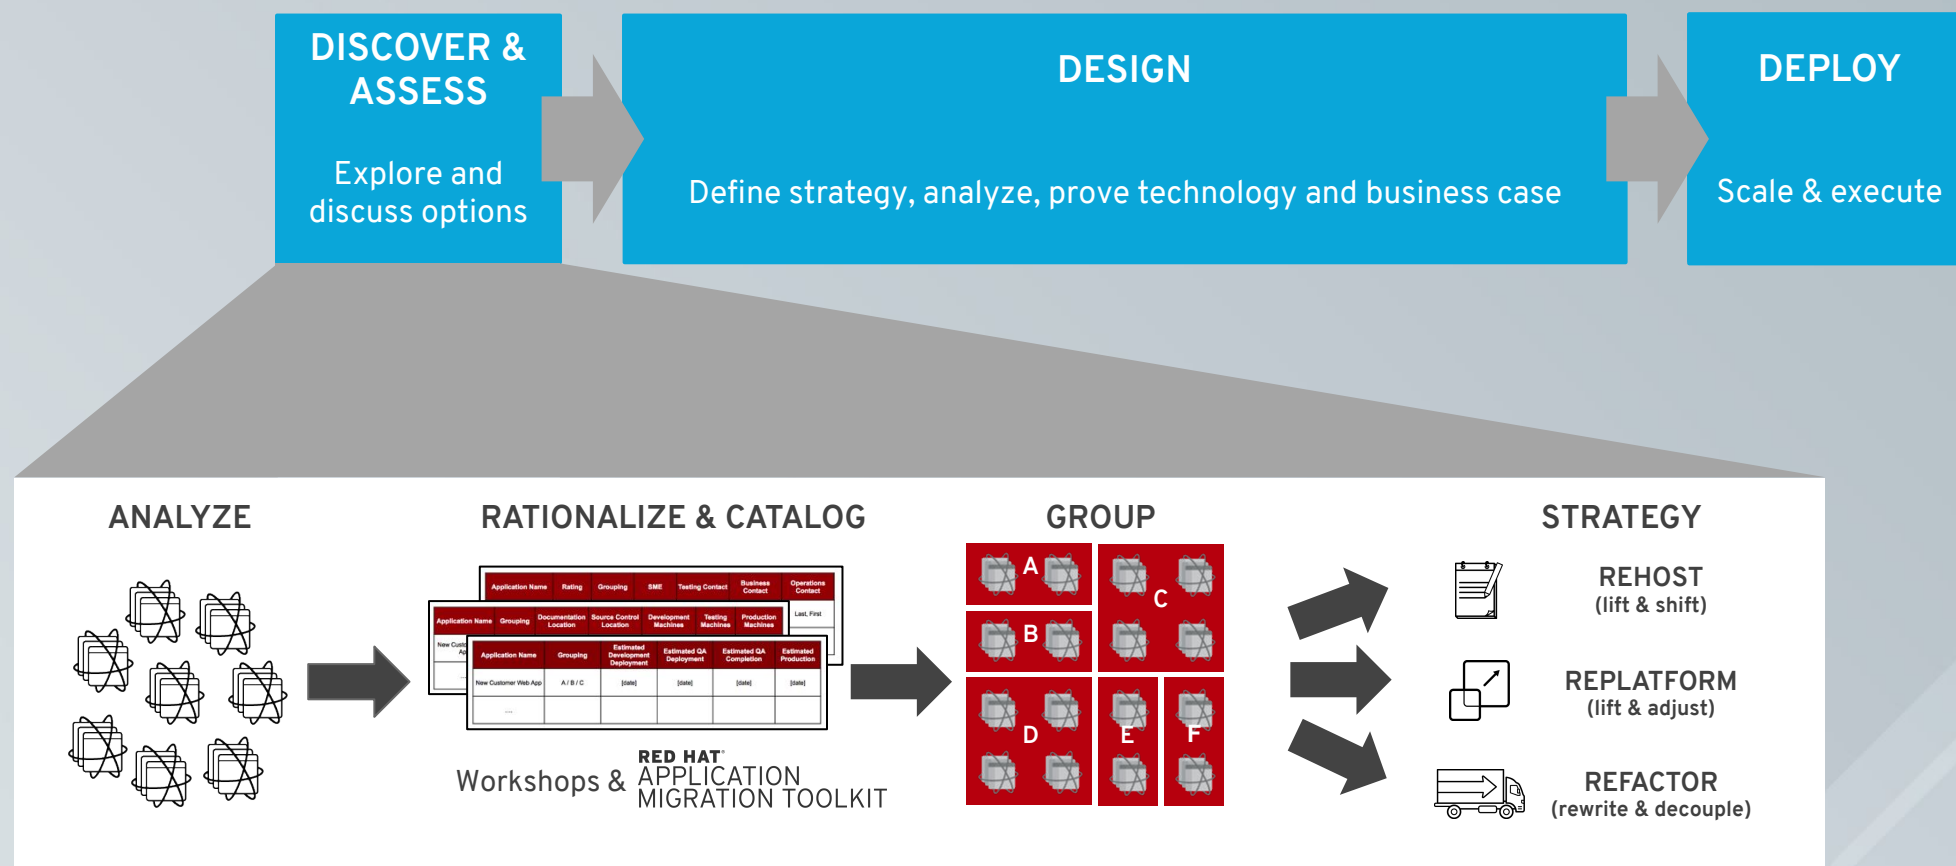 DISCOVER &
ASSESS
Explore and
discuss options
DESIGN
Define strategy, analyze, prove technology and business case
DEPLOY
Scale & execute
ANALYZE
RATIONALIZE & CATALOG
Application Name Rating Grouping SME Testing Contact Business Contact Operations Contact
Last, First
Application Name Grouping Documentation Location Source Control Location Development Machines Testing Machines Production Machines
New
Application Name Grouping Estimated Development Deployment Estimated QA Deployment Estimated QA Completion Estimated Production
New Customer Web App A / B / C [date] [date] [date] [date]
....
Workshops &
RED HAT
APPLICATION
MIGRATION TOOLKIT
GROUP
A
B
C
D
E
F
STRATEGY
REHOST
(lift & shift)
REPLATFORM
(lift & adjust)
REFACTOR
(rewrite & decouple)